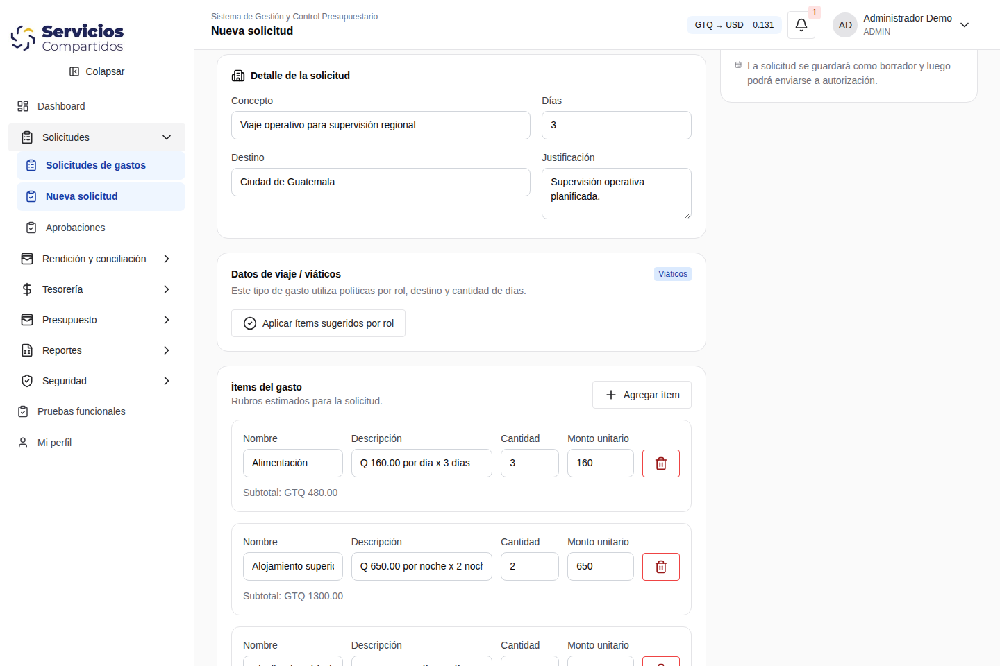 Servicios
Compartidos
Colapsar
Dashboard
Solicitudes
Solicitudes de gastos
Nueva solicitud
Aprobaciones
Rendición y conciliación
Tesorería
Presupuesto
Reportes
Seguridad
Pruebas funcionales
Mi perfil
Sistema de Gestión y Control Presupuestario
Nueva solicitud
GTQ → USD = 0.131
1
AD
Administrador Demo
ADMIN
La solicitud se guardará como borrador y luego
podrá enviarse a autorización.
Detalle de la solicitud
Concepto
Días
Viaje operativo para supervisión regional
3
Destino
Justificación
Ciudad de Guatemala
Supervisión operativa
planificada.
Datos de viaje / viáticos
Viáticos
Este tipo de gasto utiliza políticas por rol, destino y cantidad de días.
Aplicar ítems sugeridos por rol
Ítems del gasto
Rubros estimados para la solicitud.
Agregar ítem
Nombre Descripción Cantidad Monto unitario
Alimentación Q 160.00 por día x 3 días 3 160
Subtotal: GTQ 480.00
Nombre Descripción Cantidad Monto unitario
Alojamiento superic Q 650.00 por noche x 2 noch 2 650
Subtotal: GTQ 1300.00
Nombre Descripción Cantidad Monto unitario